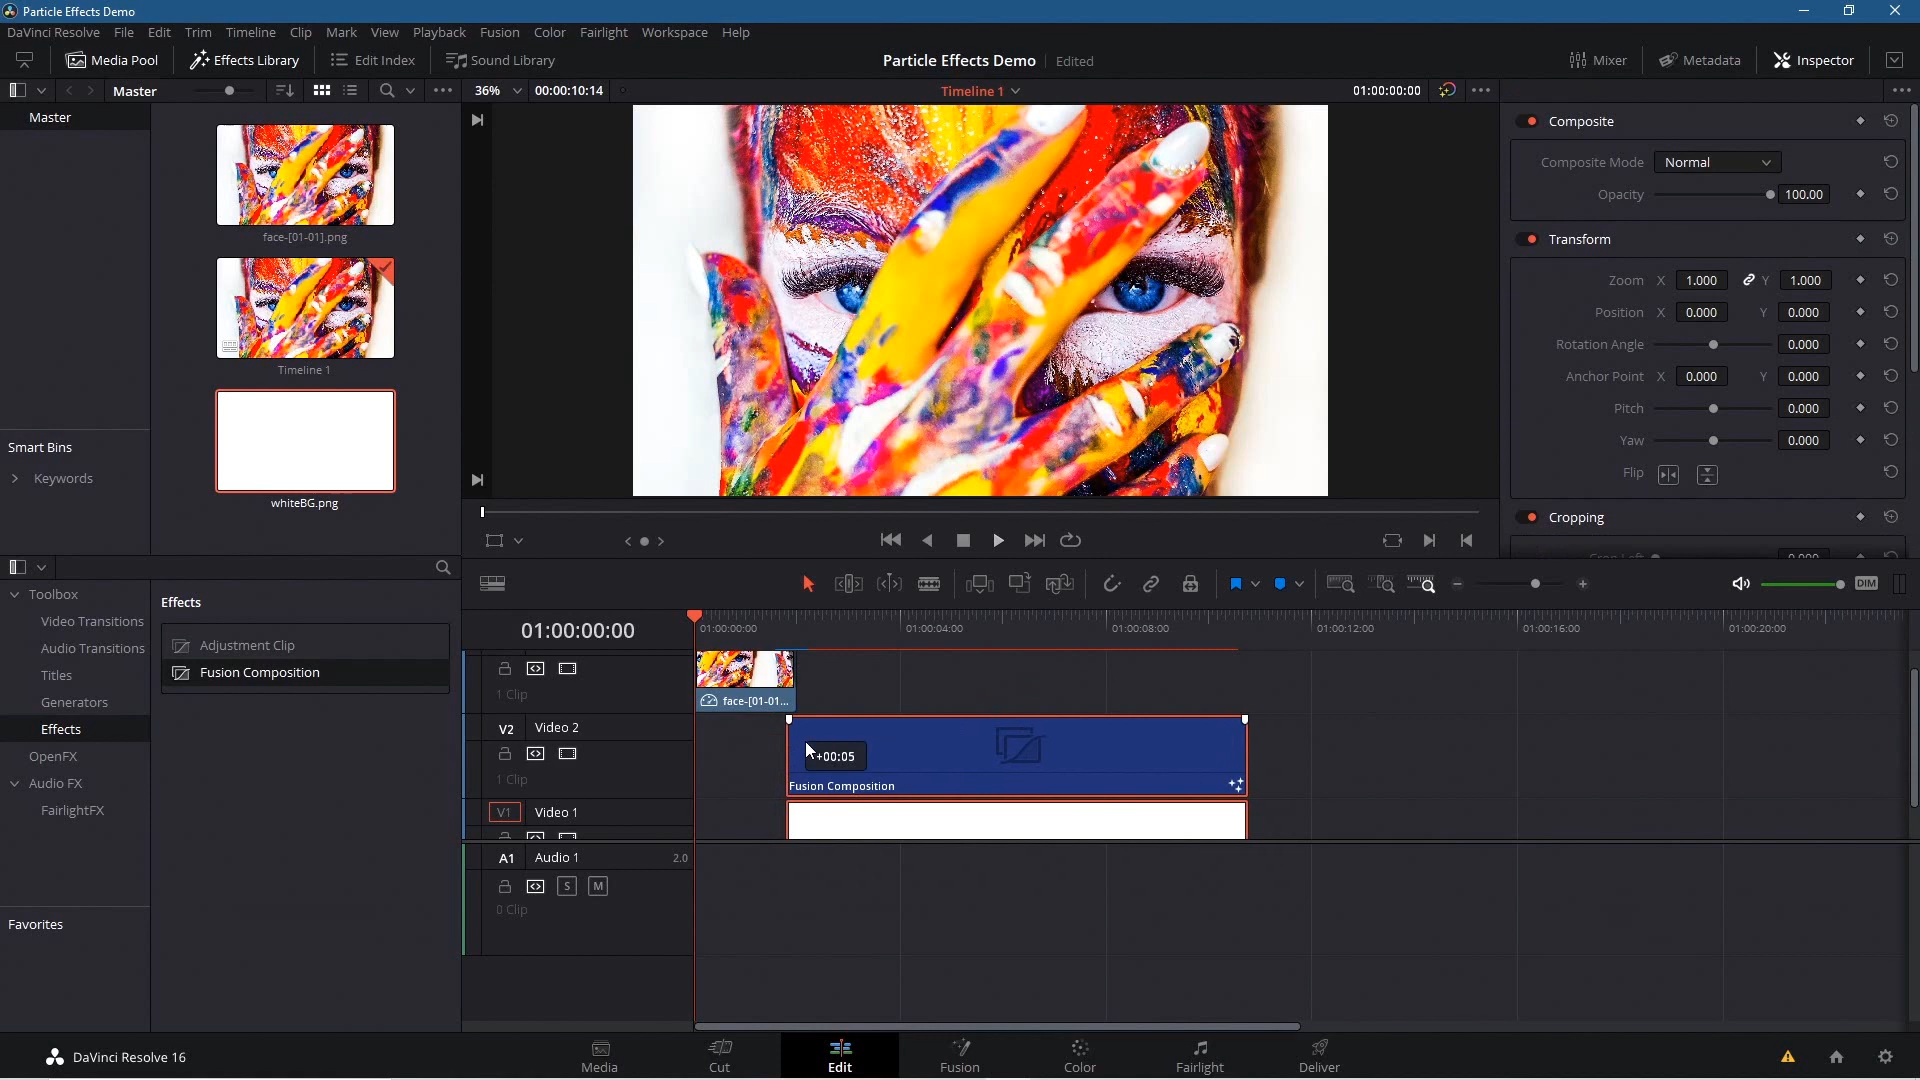 Particle Effects Demo
DaVinci Resolve File Edit Trim Timeline Clip Mark View Playback Fusion Color Fairlight Workspace Help
Media Pool Effects Library Edit Index Sound Library Particle Effects Demo Edited Mixer Metadata Inspector
Master 36% 00:00:10:14 Timeline 1 01:00:00:00
Master
face-[01-01].png
Timeline 1
whiteBG.png
Smart Bins
Keywords
Composite
Composite Mode Normal
Opacity 100.00
Transform
Zoom X 1.000 Y 1.000
Position X 0.000 Y 0.000
Rotation Angle 0.000
Anchor Point X 0.000 Y 0.000
Pitch 0.000
Yaw 0.000
Flip
Cropping
Crop Left 0.000
Toolbox
Video Transitions
Audio Transitions
Titles
Generators
Effects
OpenFX
Audio FX
FairlightFX
Favorites
Effects
Adjustment Clip
Fusion Composition
DIM
01:00:00:00
01:00:00:00 01:00:04:00 01:00:08:00 01:00:12:00 01:00:16:00 01:00:20:00
1 Clip
face-[01-01...
V2 Video 2
1 Clip
+00:05
Fusion Composition
V1 Video 1
A1 Audio 1 2.0
S M
0 Clip
DaVinci Resolve 16
Media Cut Edit Fusion Color Fairlight Deliver